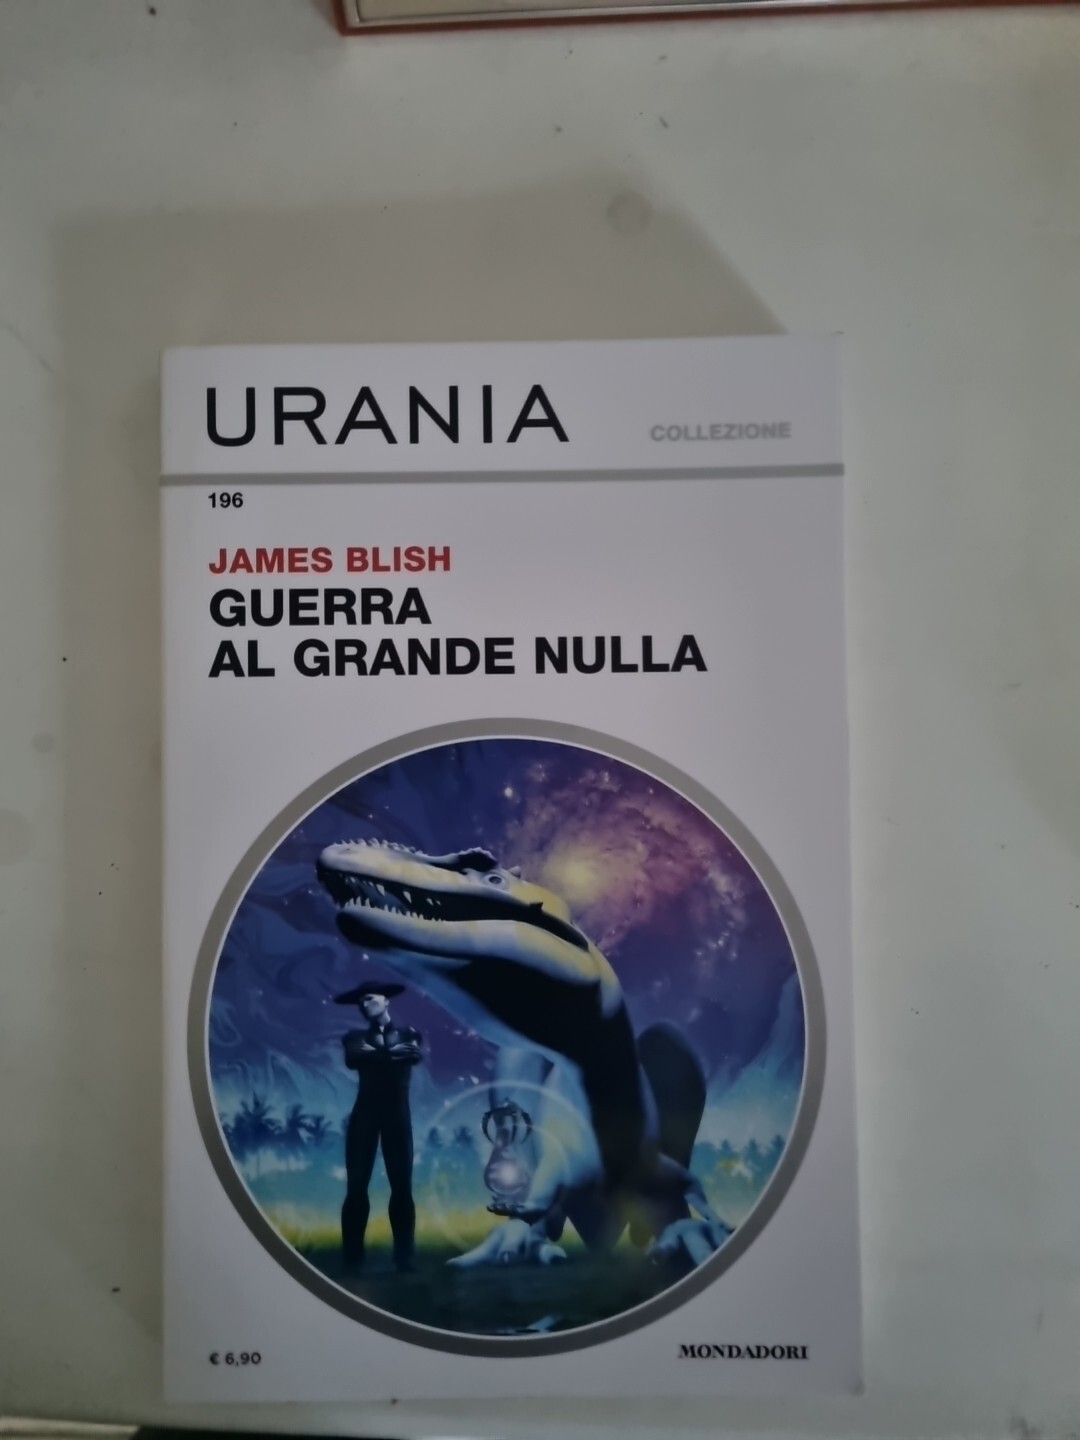 URANIA
COLLEZIONE
196
JAMES BLISH
GUERRA
AL GRANDE NULLA
€ 6,90
MONDADORI